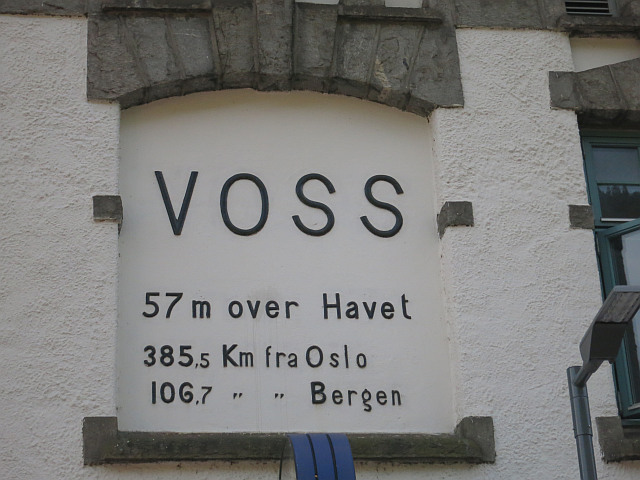 VOSS
57 m over Havet
385,5 Km fra Oslo
106,7 " " Bergen